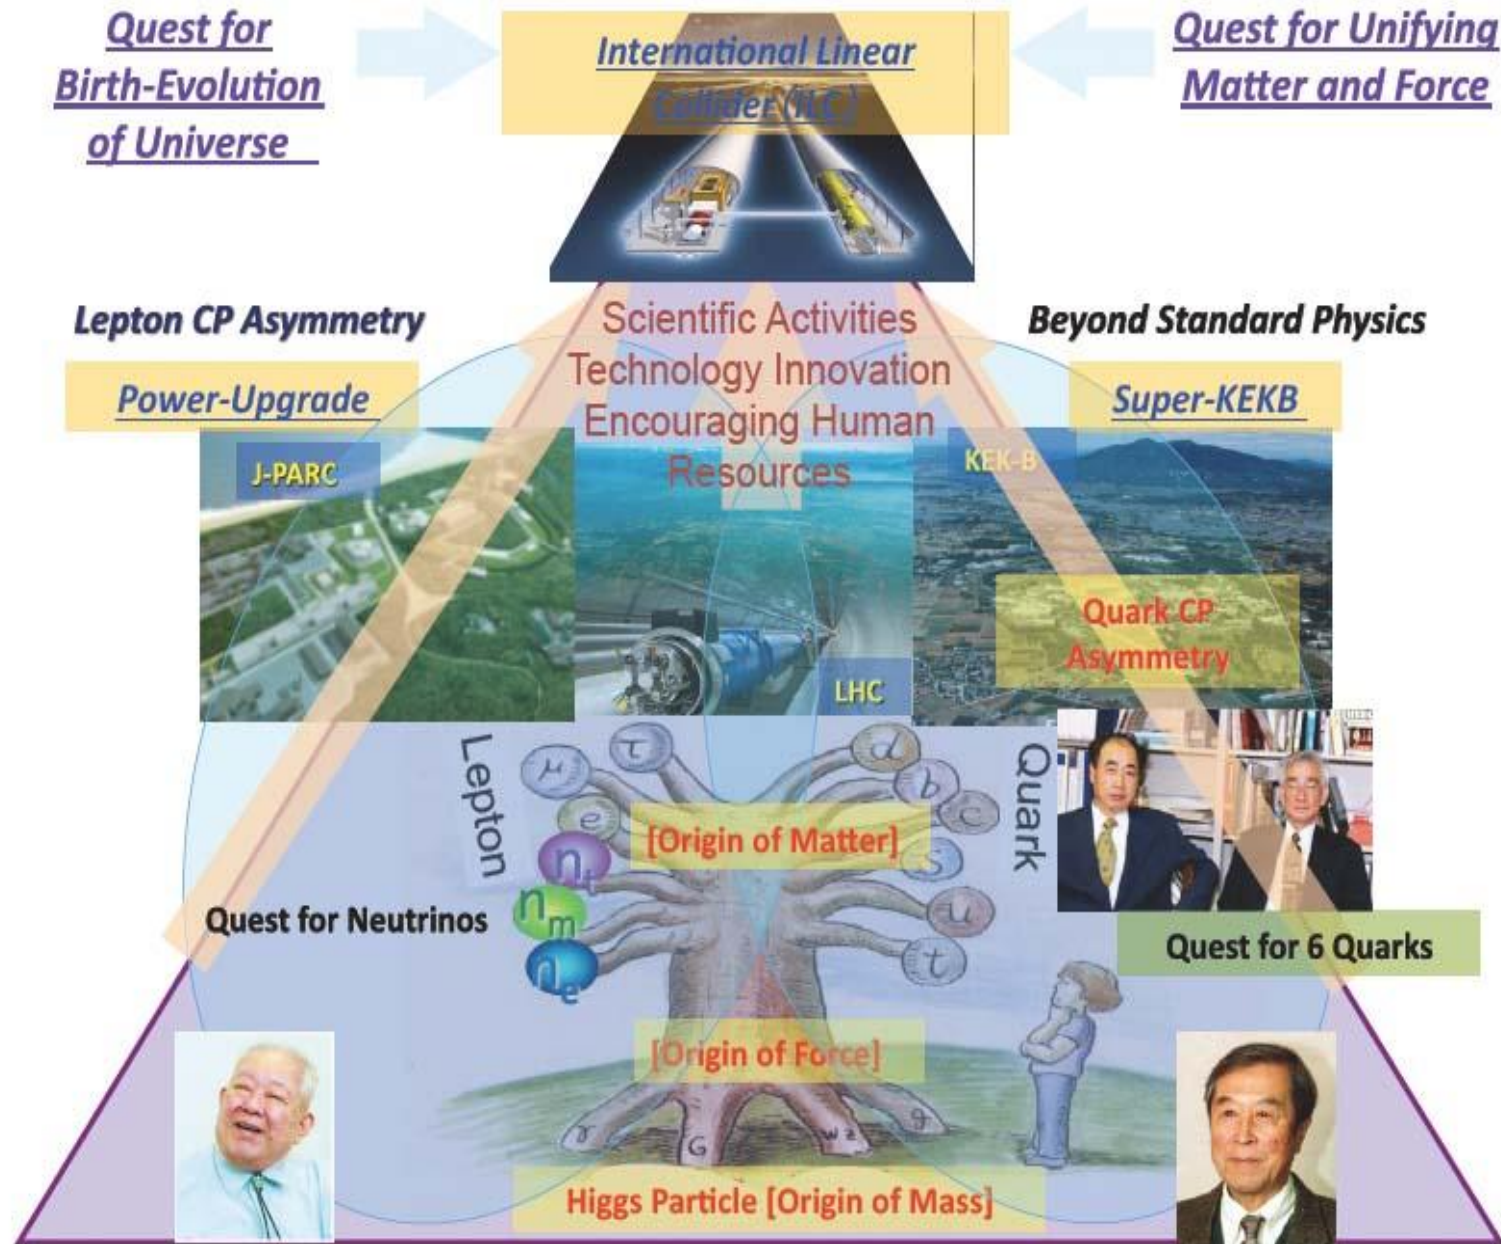 Quest for
Birth-Evolution
of Universe
International Linear
Collider (ILC)
Quest for Unifying
Matter and Force
Lepton CP Asymmetry
Power-Upgrade
Scientific Activities
Technology Innovation
Encouraging Human
Resources
Beyond Standard Physics
Super-KEKB
J-PARC
KEK-B
LHC
Quark CP
Asymmetry
Lepton
μ
τ
e
n t
n m
n e
[Origin of Matter]
d
b
c
s
u
t
Quark
Quest for Neutrinos
Quest for 6 Quarks
[Origin of Force]
γ
G
W Z
g
Higgs Particle [Origin of Mass]